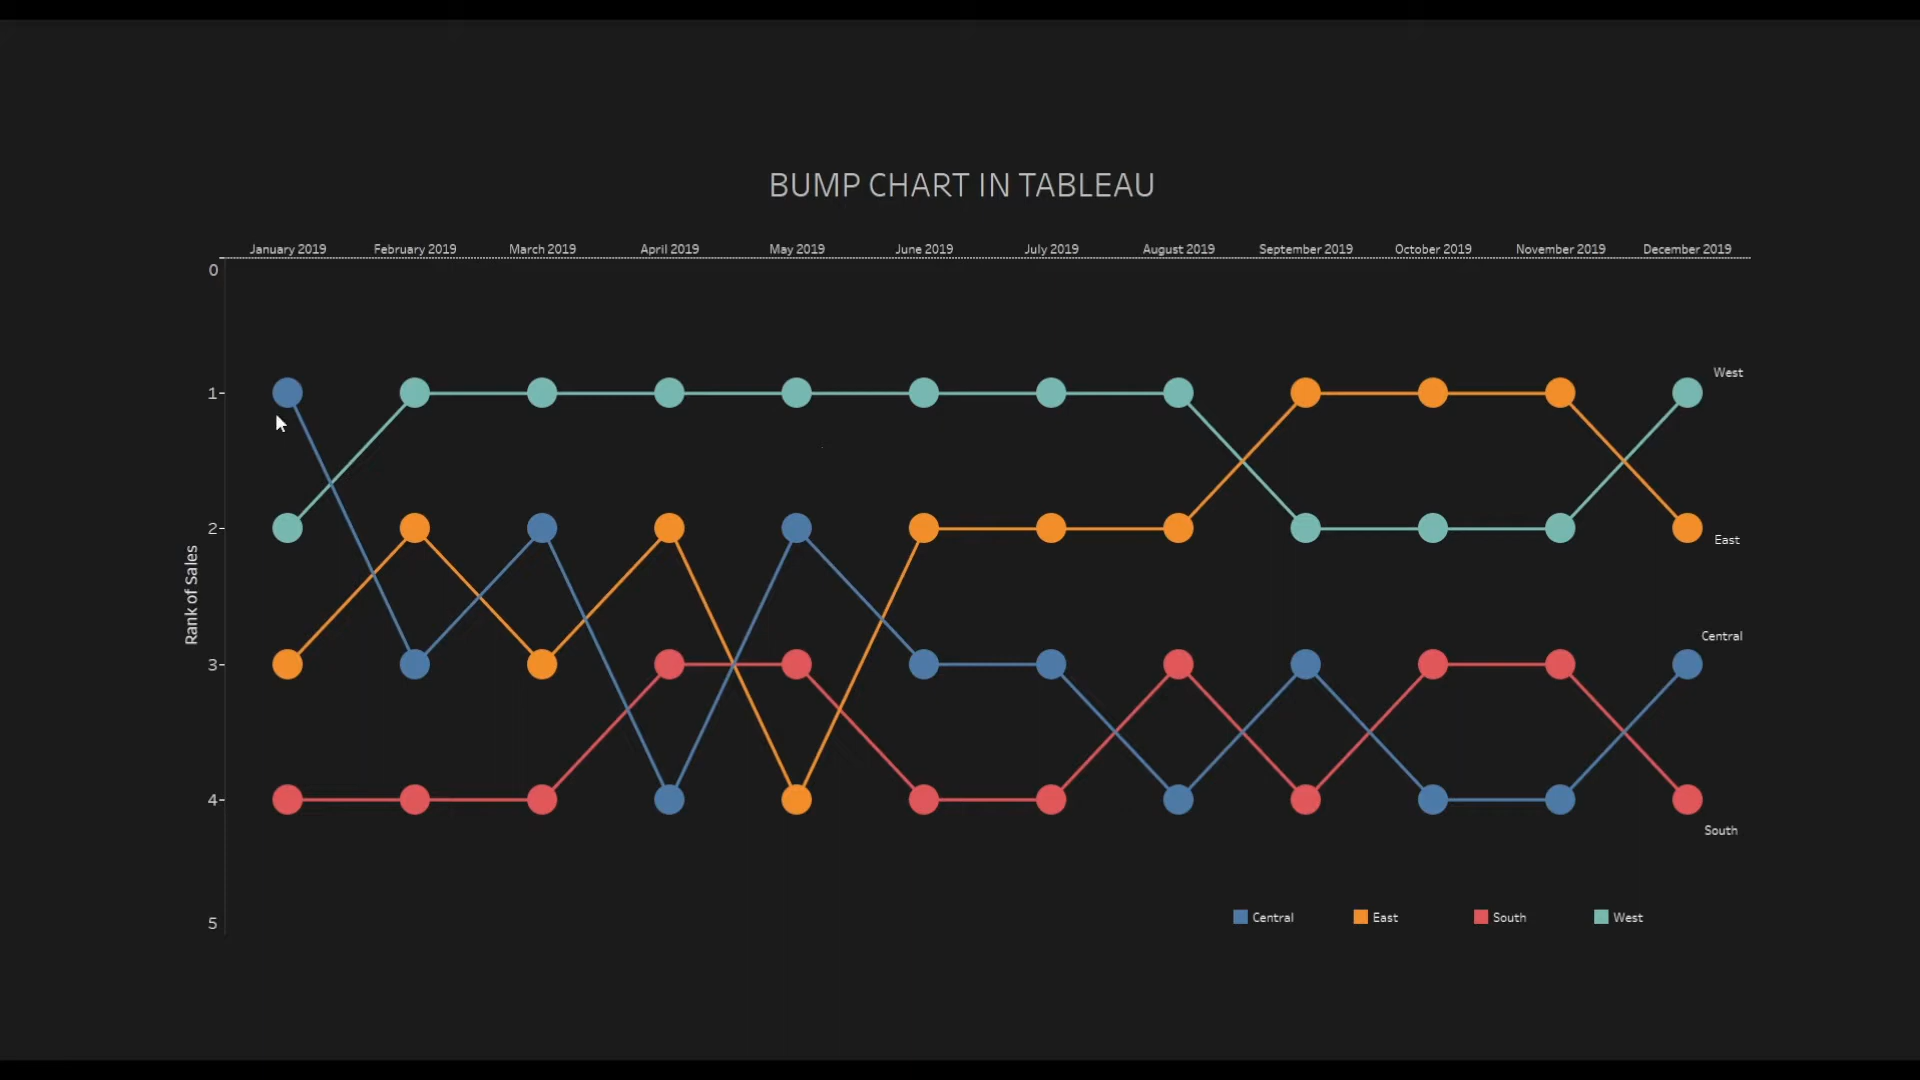 BUMP CHART IN TABLEAU
January 2019 February 2019 March 2019 April 2019 May 2019 June 2019 July 2019 August 2019 September 2019 October 2019 November 2019 December 2019
0
West
1
2
East
Rank of Sales
Central
3
4
South
Central East South West
5